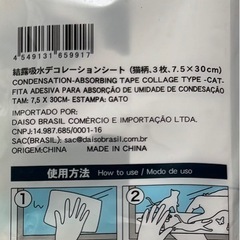 4549131659917
結露吸水デコレーションシート(猫柄、3枚、7.5×30cm)
CONDENSATION-ABSORBING TAPE COLLAGE TYPE -CAT-
FITA ADESIVA PARA ABSORÇÃO DE UMIDADE DE CONDESAÇÃO
TAM: 7,5 X 30CM- ESTAMPA: GATO
IMPORTADO POR:
DAISO BRASIL COMÉRCIO E IMPORTAÇÃO LTDA.
CNPJ:14.987.685/0001-16
SAC(BRASIL): sac@daisobrasil.com.br
ORIGEM:CHINA MADE IN CHINA
使用方法 How to use / Modo de uso
1 2